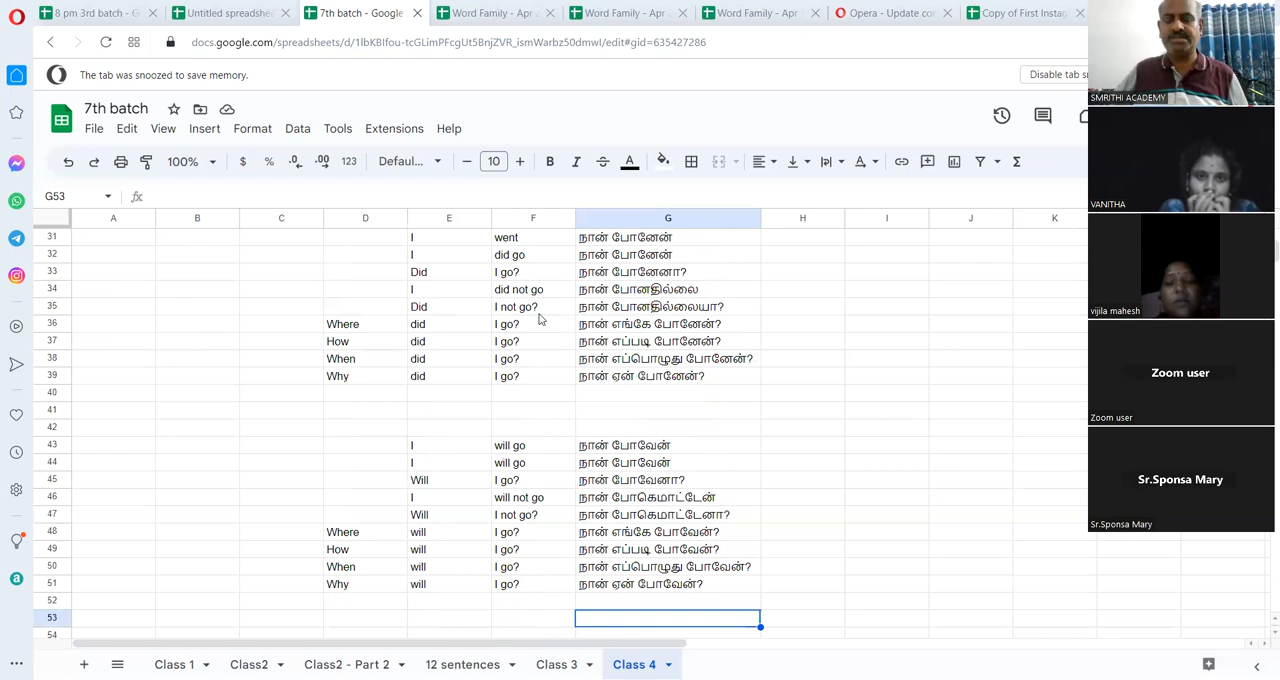 8 pm 3rd batch - G
Untitled spreadshe
7th batch - Google
Word Family - Apr
Word Family - Apr
Word Family - Apr
Opera - Update co
Copy of First Instag
docs.google.com/spreadsheets/d/1lbKBIfou-tcGLimPFcgUt5BnjZVR_ismWarbz50dmwI/edit#gid=635427286
The tab was snoozed to save memory.
Disable tab s
7th batch
File Edit View Insert Format Data Tools Extensions Help
100% $ % .0 .00 123 Defaul... 10
G53 fx
A B C D E F G H I J K
31 I went நான் போனேன்
32 I did go நான் போனேன்
33 Did I go? நான் போனேனா?
34 I did not go நான் போனதில்லை
35 Did I not go? நான் போனதில்லையா?
36 Where did I go? நான் எங்கே போனேன்?
37 How did I go? நான் எப்படி போனேன்?
38 When did I go? நான் எப்பொழுது போனேன்?
39 Why did I go? நான் ஏன் போனேன்?
40
41
42
43 I will go நான் போவேன்
44 I will go நான் போவேன்
45 Will I go? நான் போவேனா?
46 I will not go நான் போகெமாட்டேன்
47 Will I not go? நான் போகெமாட்டேனா?
48 Where will I go? நான் எங்கே போவேன்?
49 How will I go? நான் எப்படி போவேன்?
50 When will I go? நான் எப்பொழுது போவேன்?
51 Why will I go? நான் ஏன் போவேன்?
52
53
54
Class 1 Class2 Class2 - Part 2 12 sentences Class 3 Class 4
SMRITHI ACADEMY
VANITHA
vijila mahesh
Zoom user
Zoom user
Sr.Sponsa Mary
Sr.Sponsa Mary